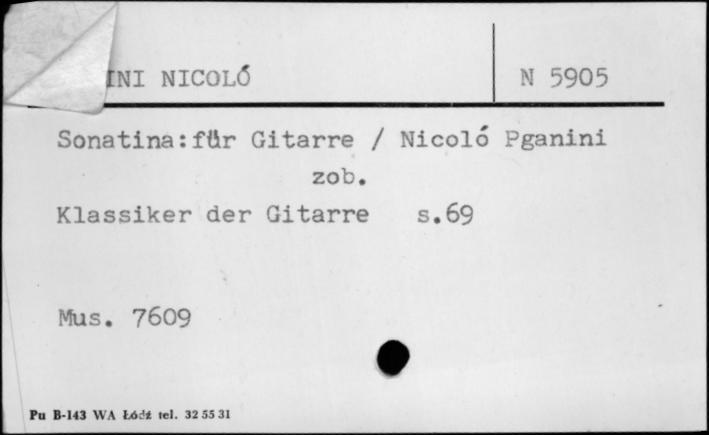 INI NICOLÓ N 5905
Sonatina:für Gitarre / Nicoló Pganini
zob.
Klassiker der Gitarre s.69
Mus. 7609
Pu B-143 WA Łódź tel. 32 55 31